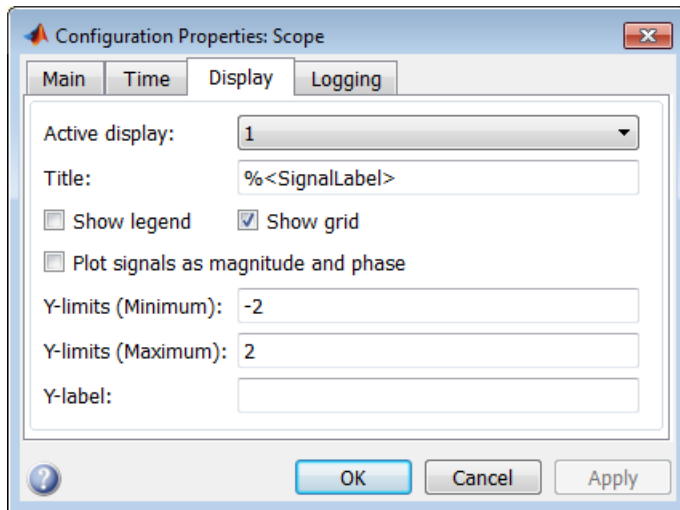 Configuration Properties: Scope
Main Time Display Logging
Active display: 1
Title: %<SignalLabel>
Show legend Show grid
Plot signals as magnitude and phase
Y-limits (Minimum): -2
Y-limits (Maximum): 2
Y-label:
? OK Cancel Apply